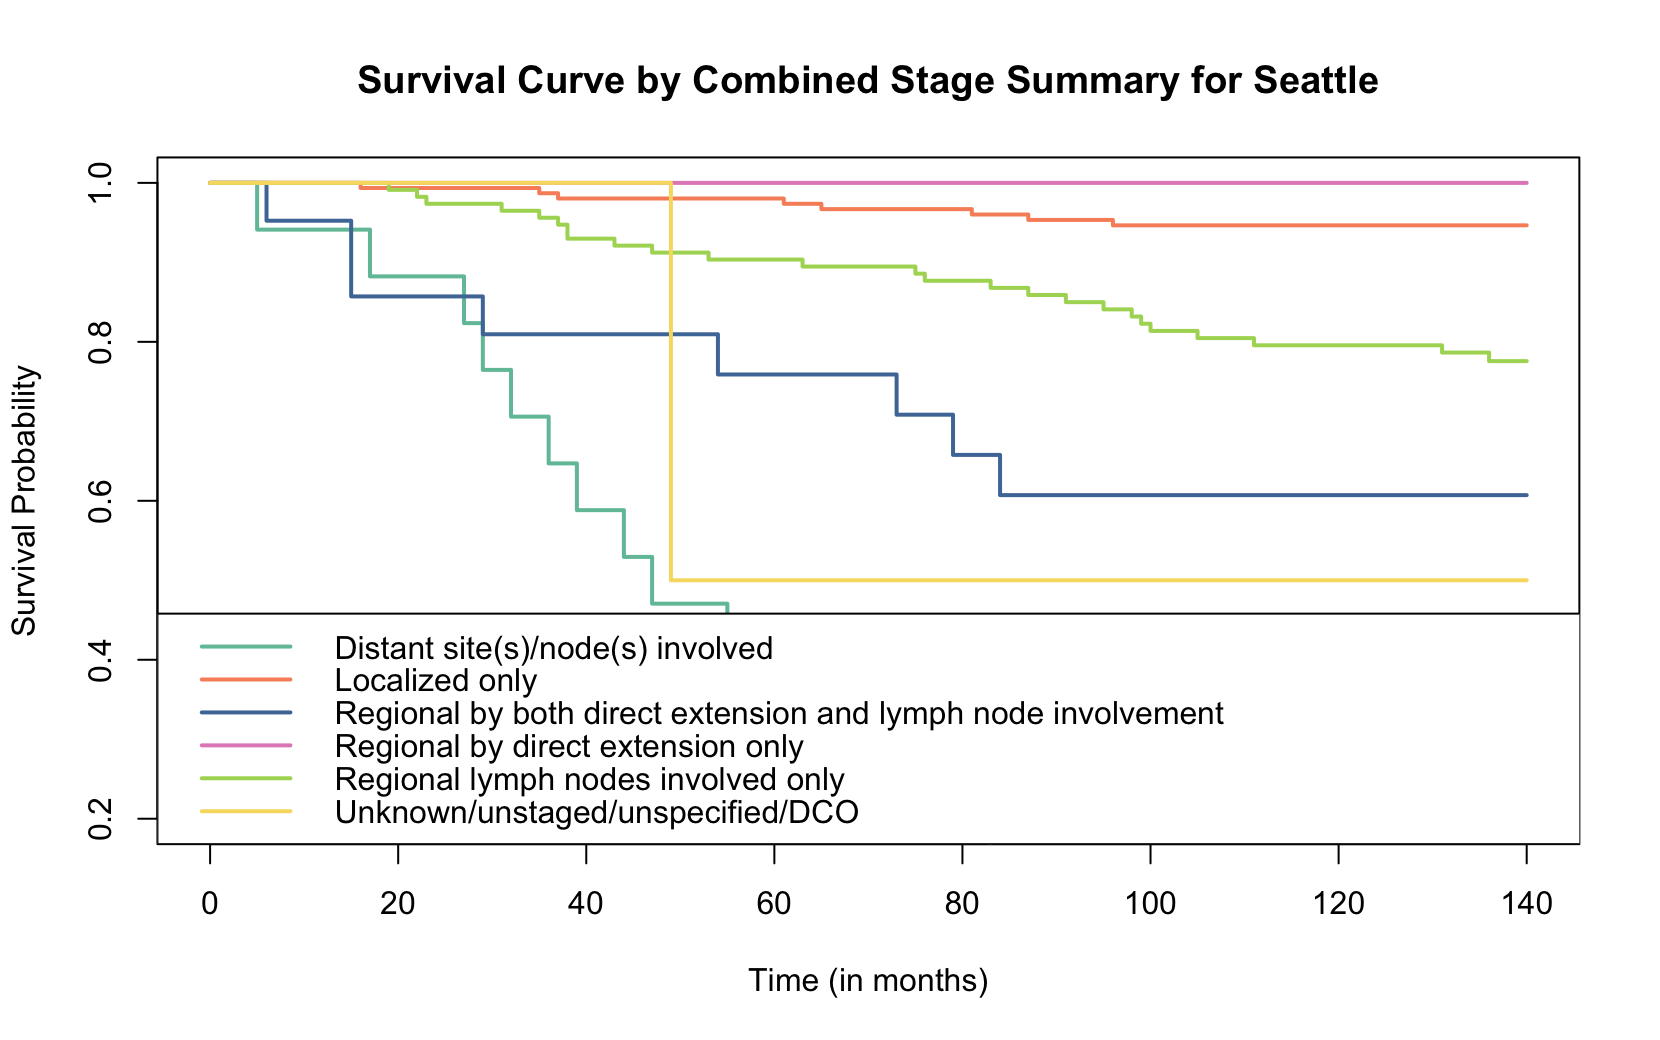 Survival Curve by Combined Stage Summary for Seattle
Survival Probability
1.0
0.8
0.6
0.4
0.2
Distant site(s)/node(s) involved
Localized only
Regional by both direct extension and lymph node involvement
Regional by direct extension only
Regional lymph nodes involved only
Unknown/unstaged/unspecified/DCO
0 20 40 60 80 100 120 140
Time (in months)